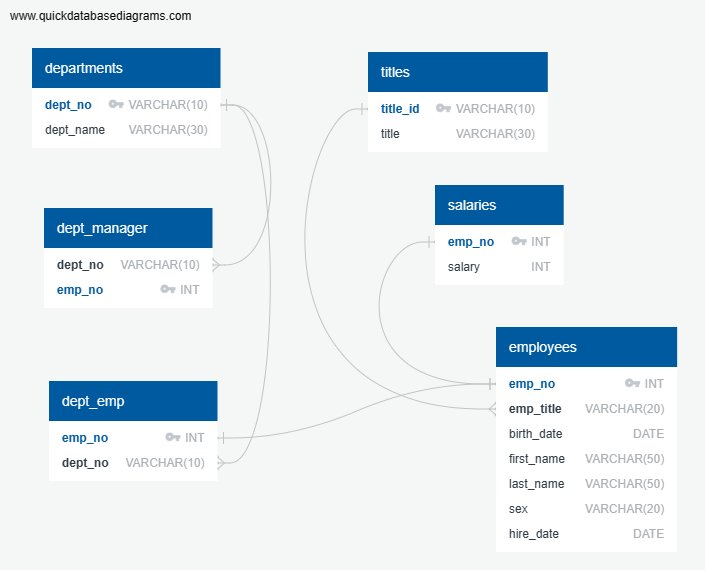 www.quickdatabasediagrams.com
departments
dept_no VARCHAR(10)
dept_name VARCHAR(30)
titles
title_id VARCHAR(10)
title VARCHAR(30)
dept_manager
dept_no VARCHAR(10)
emp_no INT
salaries
emp_no INT
salary INT
dept_emp
emp_no INT
dept_no VARCHAR(10)
employees
emp_no INT
emp_title VARCHAR(20)
birth_date DATE
first_name VARCHAR(50)
last_name VARCHAR(50)
sex VARCHAR(20)
hire_date DATE